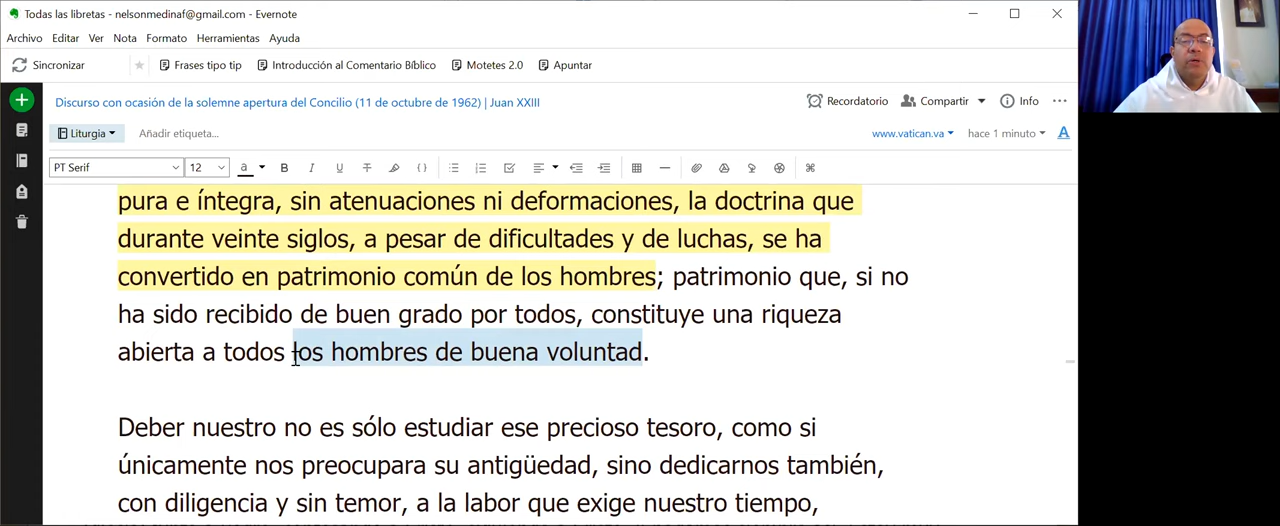 Todas las libretas - nelsonmedinaf@gmail.com - Evernote
Archivo Editar Ver Nota Formato Herramientas Ayuda
Sincronizar Frases tipo tip Introducción al Comentario Bíblico Motetes 2.0 Apuntar
Discurso con ocasión de la solemne apertura del Concilio (11 de octubre de 1962) | Juan XXIII Recordatorio Compartir Info
Liturgia Añadir etiqueta... www.vatican.va hace 1 minuto A
PT Serif 12 a B I U T { }
pura e íntegra, sin atenuaciones ni deformaciones, la doctrina que
durante veinte siglos, a pesar de dificultades y de luchas, se ha
convertido en patrimonio común de los hombres; patrimonio que, si no
ha sido recibido de buen grado por todos, constituye una riqueza
abierta a todos los hombres de buena voluntad.
Deber nuestro no es sólo estudiar ese precioso tesoro, como si
únicamente nos preocupara su antigüedad, sino dedicarnos también,
con diligencia y sin temor, a la labor que exige nuestro tiempo,